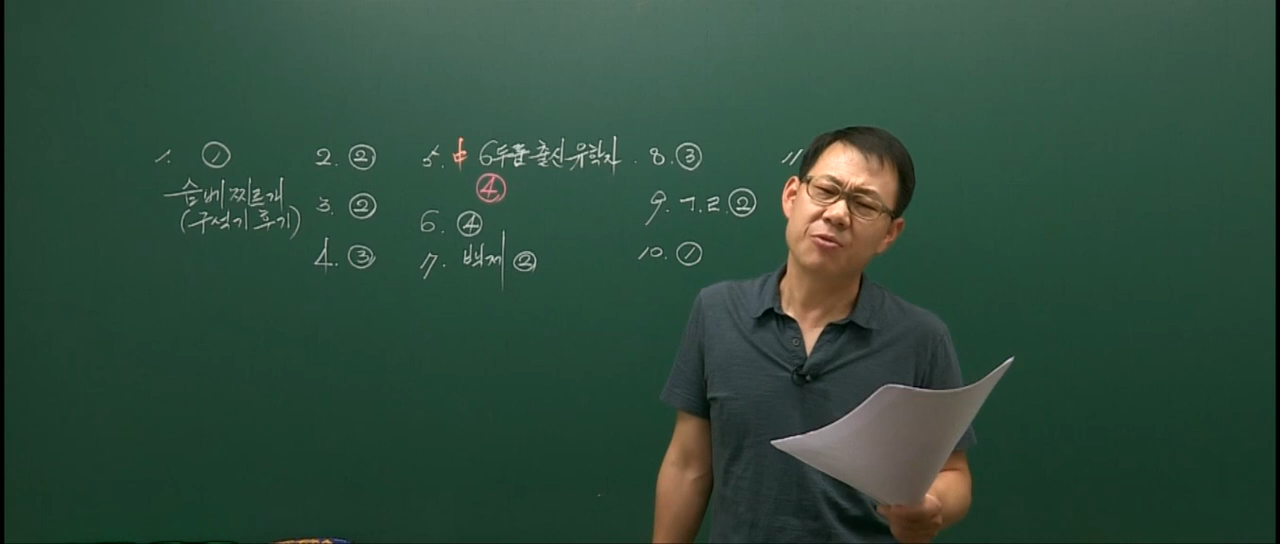 1. ①
슴베찌르개
(구석기 후기)
2. ②
3. ②
4. ③
5. 中 6두품 출신 유학자.
④
6. ④
7. 백제 ②
8. ③
9. ㄱ.ㄹ. ②
10. ①
11